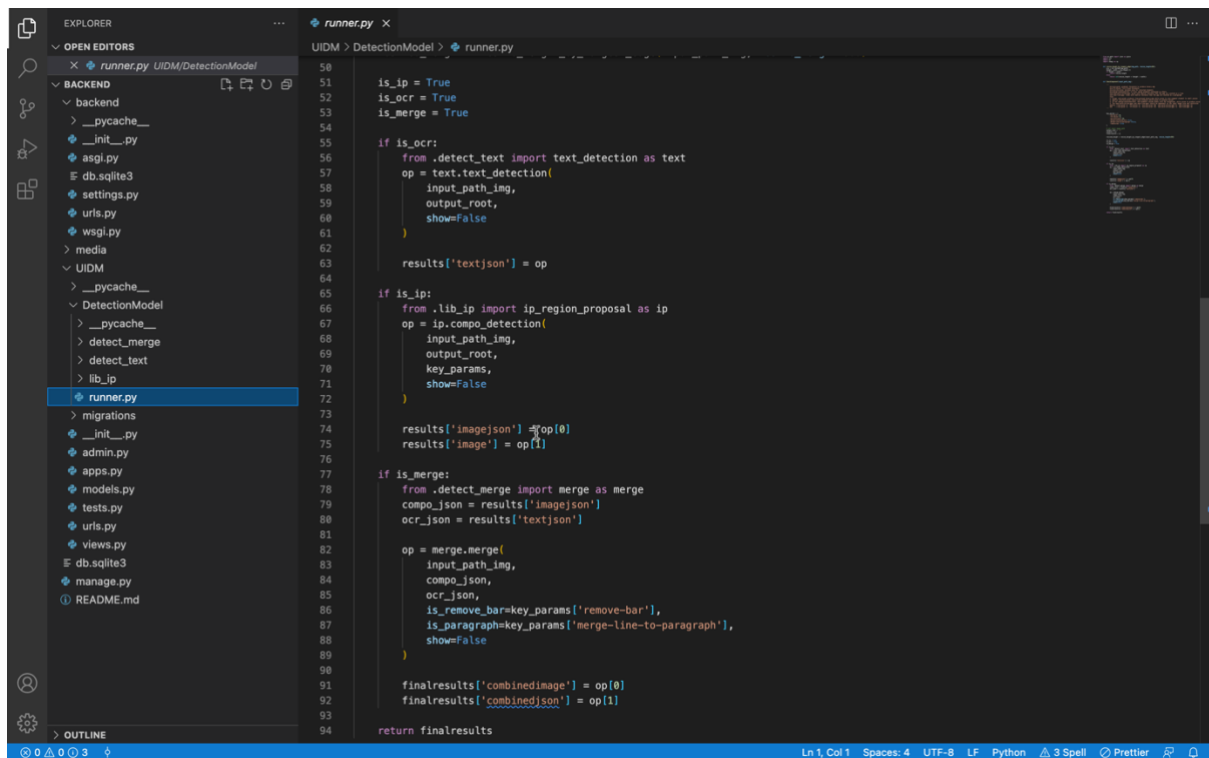 EXPLORER
OPEN EDITORS
runner.py UIDM/DetectionModel
BACKEND
backend
__pycache__
__init__.py
asgi.py
db.sqlite3
settings.py
urls.py
wsgi.py
media
UIDM
__pycache__
DetectionModel
__pycache__
detect_merge
detect_text
lib_ip
runner.py
migrations
__init__.py
admin.py
apps.py
models.py
tests.py
urls.py
views.py
db.sqlite3
manage.py
README.md
OUTLINE
runner.py
UIDM > DetectionModel > runner.py
50
51 is_ip = True
52 is_ocr = True
53 is_merge = True
54
55 if is_ocr:
56 from .detect_text import text_detection as text
57 op = text.text_detection(
58 input_path_img,
59 output_root,
60 show=False
61 )
62
63 results['textjson'] = op
64
65 if is_ip:
66 from .lib_ip import ip_region_proposal as ip
67 op = ip.compo_detection(
68 input_path_img,
69 output_root,
70 key_params,
71 show=False
72 )
73
74 results['imagejson'] = op[0]
75 results['image'] = op[1]
76
77 if is_merge:
78 from .detect_merge import merge as merge
79 compo_json = results['imagejson']
80 ocr_json = results['textjson']
81
82 op = merge.merge(
83 input_path_img,
84 compo_json,
85 ocr_json,
86 is_remove_bar=key_params['remove-bar'],
87 is_paragraph=key_params['merge-line-to-paragraph'],
88 show=False
89 )
90
91 finalresults['combinedimage'] = op[0]
92 finalresults['combinedjson'] = op[1]
93
94 return finalresults
0 0 3
Ln 1, Col 1 Spaces: 4 UTF-8 LF Python 3 Spell Prettier